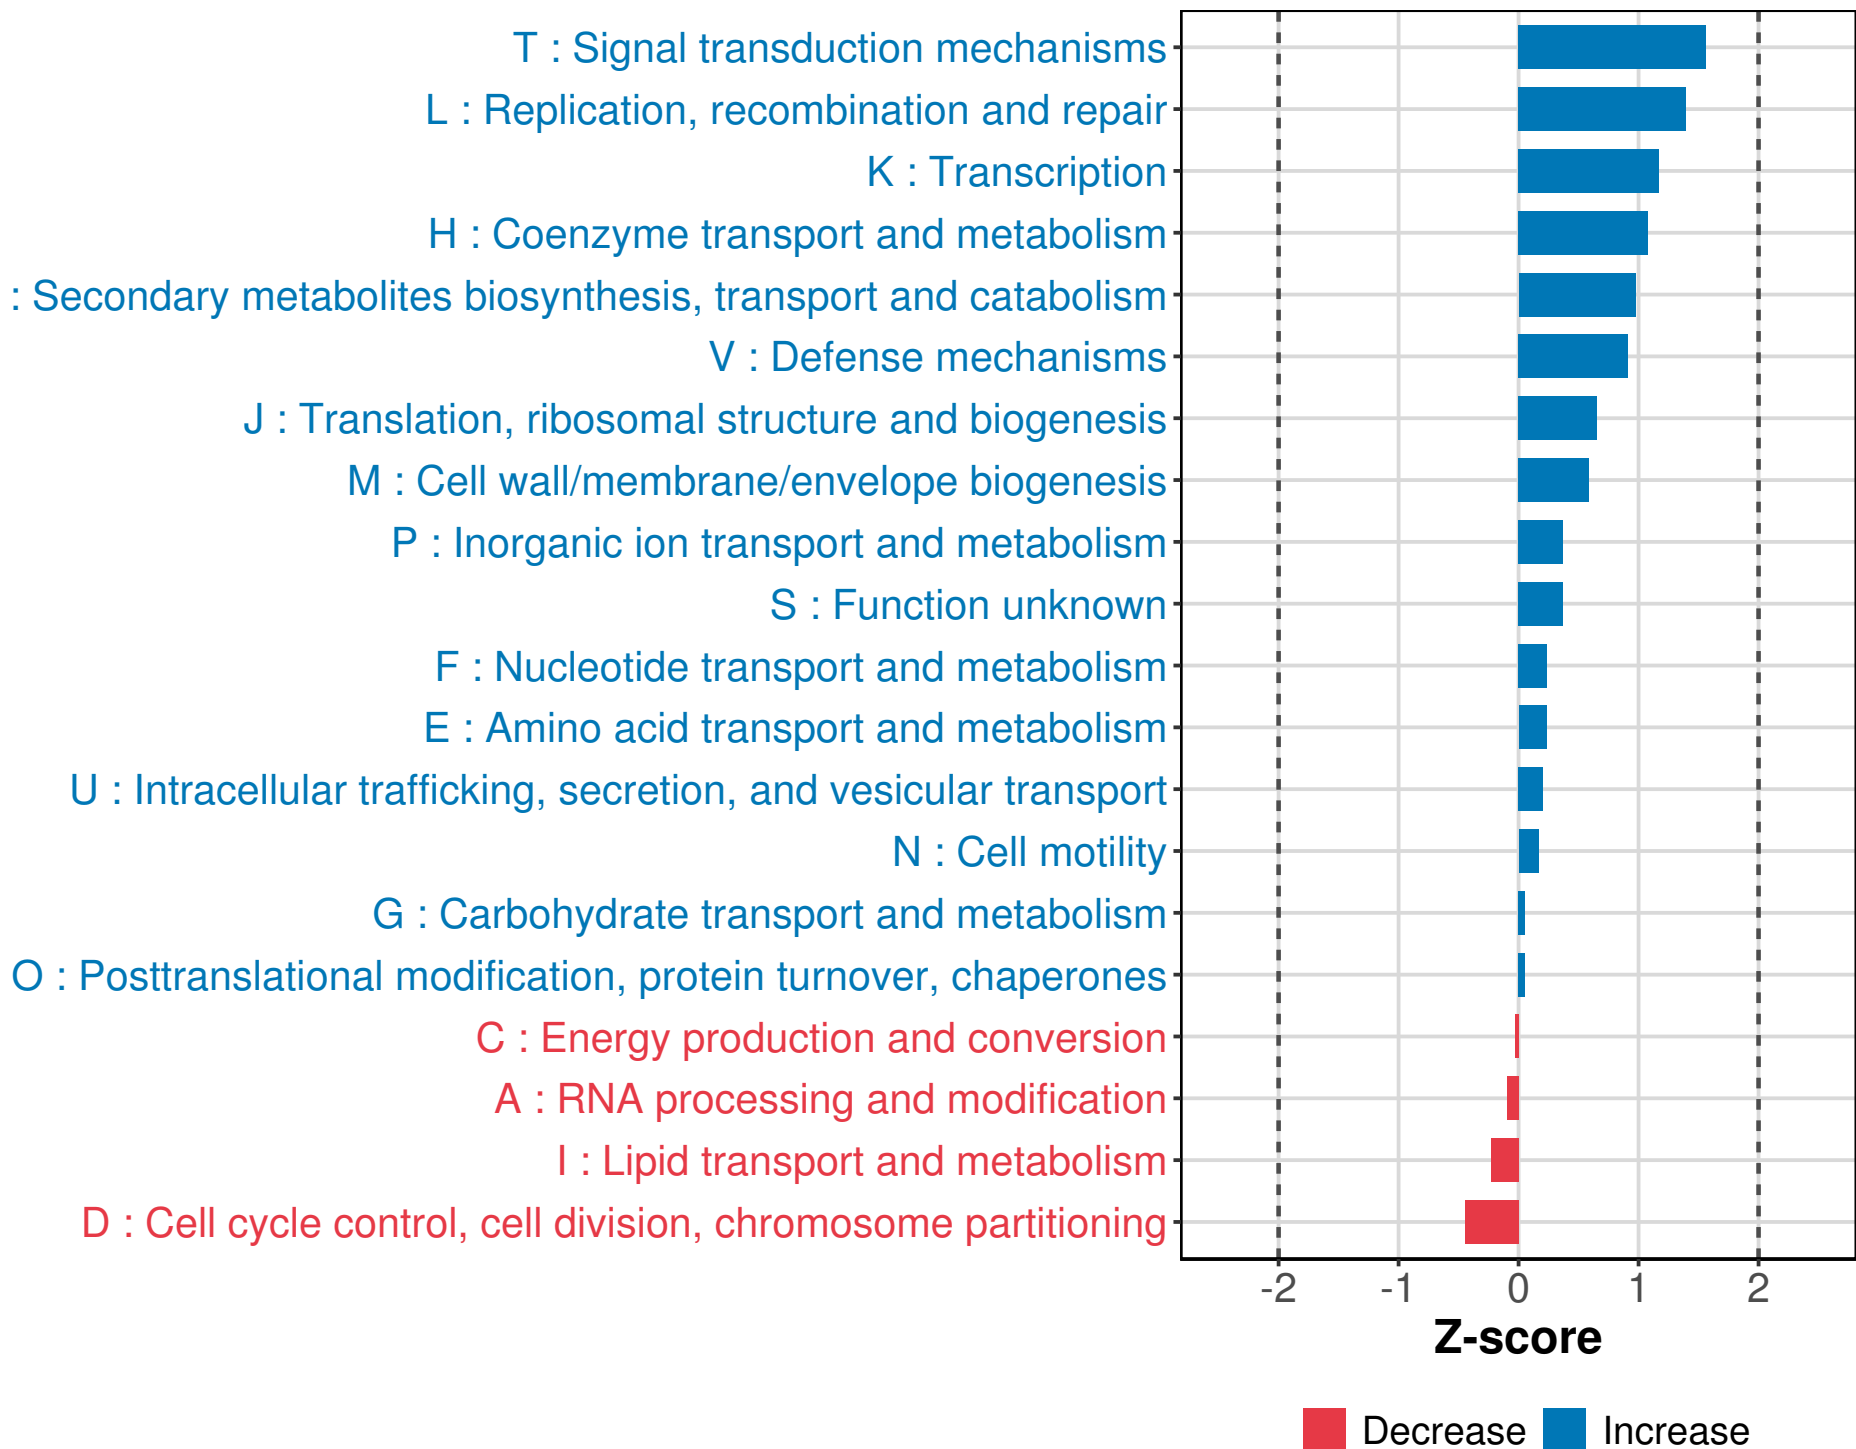 T : Signal transduction mechanisms
L : Replication, recombination and repair
K : Transcription
H : Coenzyme transport and metabolism
: Secondary metabolites biosynthesis, transport and catabolism
V : Defense mechanisms
J : Translation, ribosomal structure and biogenesis
M : Cell wall/membrane/envelope biogenesis
P : Inorganic ion transport and metabolism
S : Function unknown
F : Nucleotide transport and metabolism
E : Amino acid transport and metabolism
U : Intracellular trafficking, secretion, and vesicular transport
N : Cell motility
G : Carbohydrate transport and metabolism
O : Posttranslational modification, protein turnover, chaperones
C : Energy production and conversion
A : RNA processing and modification
I : Lipid transport and metabolism
D : Cell cycle control, cell division, chromosome partitioning
-2 -1 0 1 2
Z-score
Decrease Increase